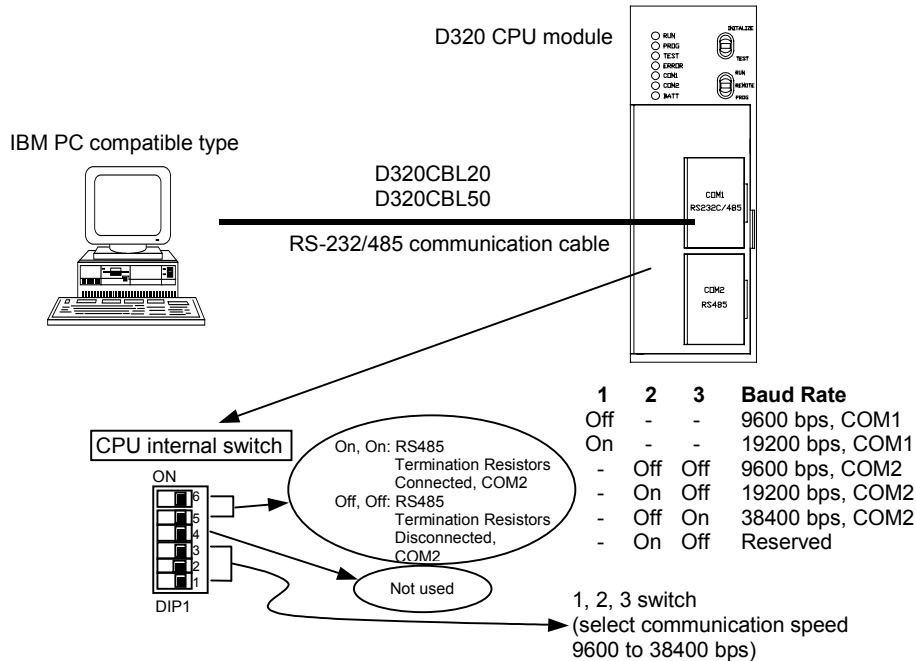 D320 CPU module
INITALIZE
TEST
RUN
REMOTE
PROG
RUN
PROG
TEST
ERROR
COM1
COM2
BATT
IBM PC compatible type
D320CBL20
D320CBL50
RS-232/485 communication cable
COM1
RS232C/485
COM2
RS485
1 2 3 Baud Rate
Off - - 9600 bps, COM1
On - - 19200 bps, COM1
- Off Off 9600 bps, COM2
- On Off 19200 bps, COM2
- Off On 38400 bps, COM2
- On Off Reserved
CPU internal switch
ON
6
5
4
3
2
1
DIP1
On, On: RS485
Termination Resistors
Connected, COM2
Off, Off: RS485
Termination Resistors
Disconnected,
COM2
Not used
1, 2, 3 switch
(select communication speed
9600 to 38400 bps)